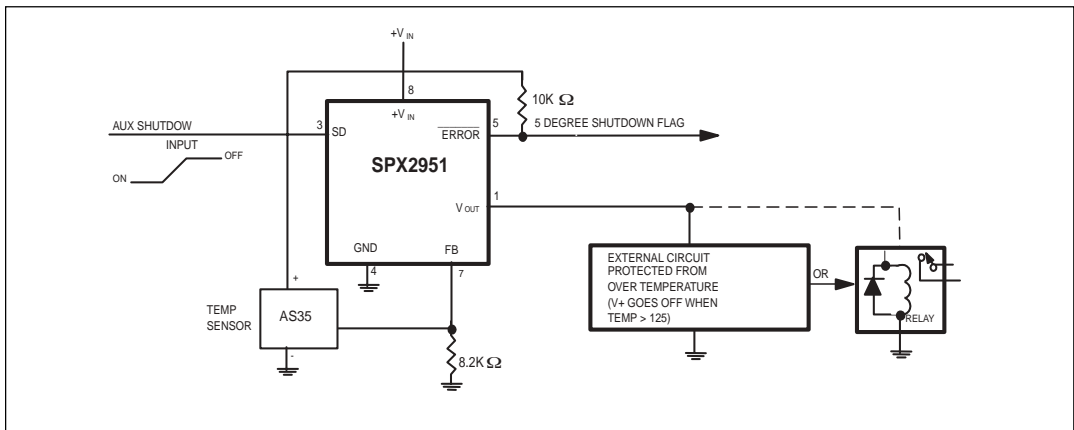 +V IN
8
+V IN
10K Ω
AUX SHUTDOW
3
SD
ERROR
5
5 DEGREE SHUTDOWN FLAG
INPUT
OFF
ON
SPX2951
1
V OUT
GND
FB
4
7
EXTERNAL CIRCUIT
PROTECTED FROM
OVER TEMPERATURE
(V+ GOES OFF WHEN
TEMP > 125)
OR
RELAY
+
TEMP
SENSOR
AS35
-
8.2K Ω